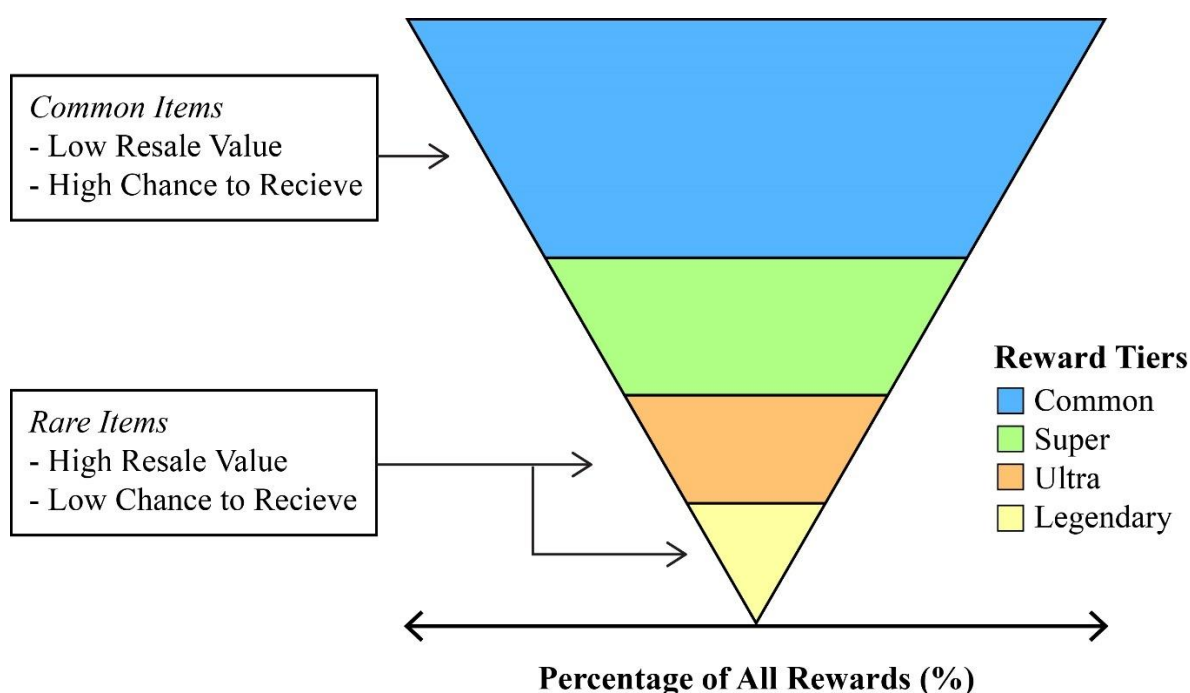 Common Items
- Low Resale Value
- High Chance to Recieve
Rare Items
- High Resale Value
- Low Chance to Recieve
Reward Tiers
Common
Super
Ultra
Legendary
Percentage of All Rewards (%)